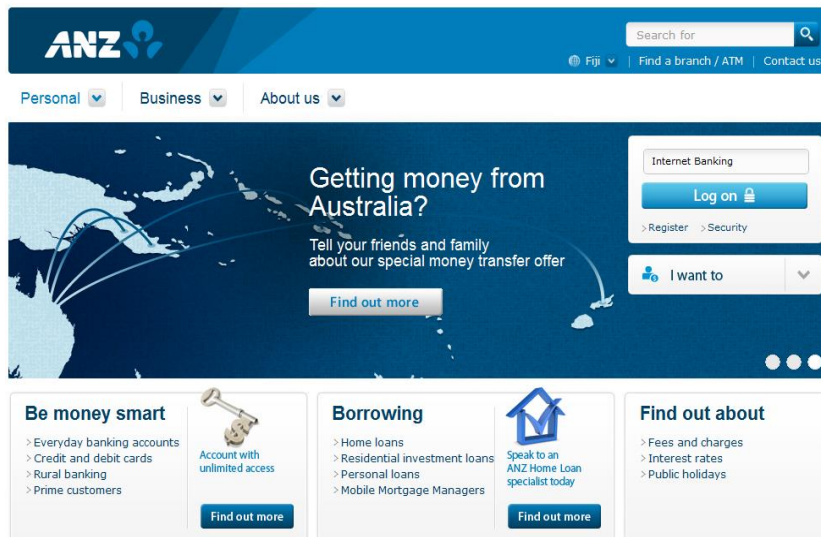 ANZ
Search for
Fiji | Find a branch / ATM | Contact us
Personal Business About us
Getting money from
Australia?
Tell your friends and family
about our special money transfer offer
Find out more
Internet Banking
Log on
> Register > Security
I want to
Be money smart
> Everyday banking accounts
> Credit and debit cards
> Rural banking
> Prime customers
Account with
unlimited access
Find out more
Borrowing
> Home loans
> Residential investment loans
> Personal loans
> Mobile Mortgage Managers
Speak to an
ANZ Home Loan
specialist today
Find out more
Find out about
> Fees and charges
> Interest rates
> Public holidays